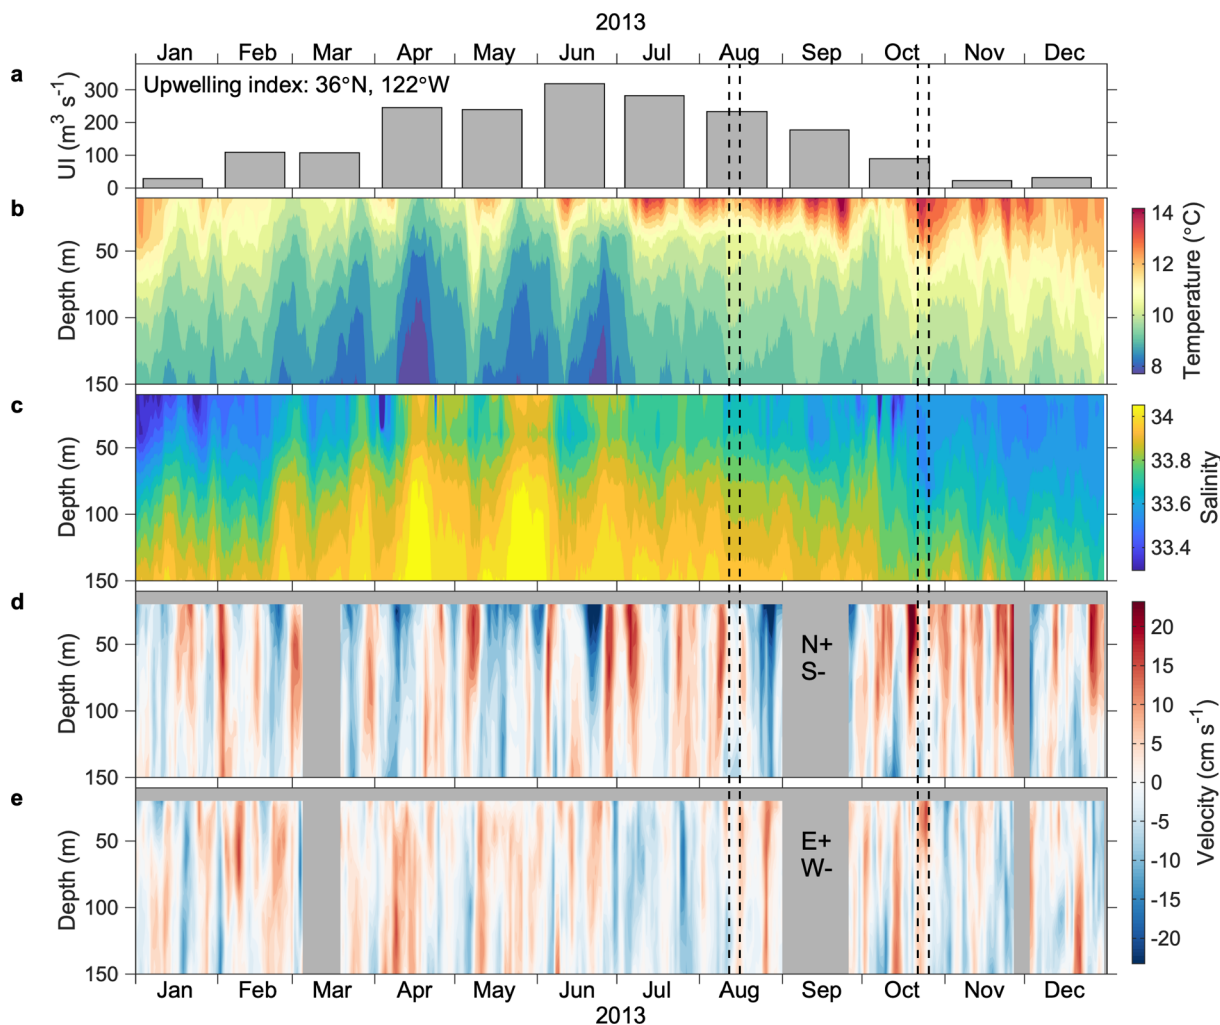 2013
Jan Feb Mar Apr May Jun Jul Aug Sep Oct Nov Dec
a
Upwelling index: 36°N, 122°W
UI (m³ s⁻¹)
300
200
100
0
b
Depth (m)
50
100
150
14
12
10
8
Temperature (°C)
c
Depth (m)
50
100
150
34
33.8
33.6
33.4
Salinity
d
Depth (m)
50
100
150
N+
S-
e
Depth (m)
50
100
150
E+
W-
20
15
10
5
0
-5
-10
-15
-20
Velocity (cm s⁻¹)
Jan Feb Mar Apr May Jun Jul Aug Sep Oct Nov Dec
2013